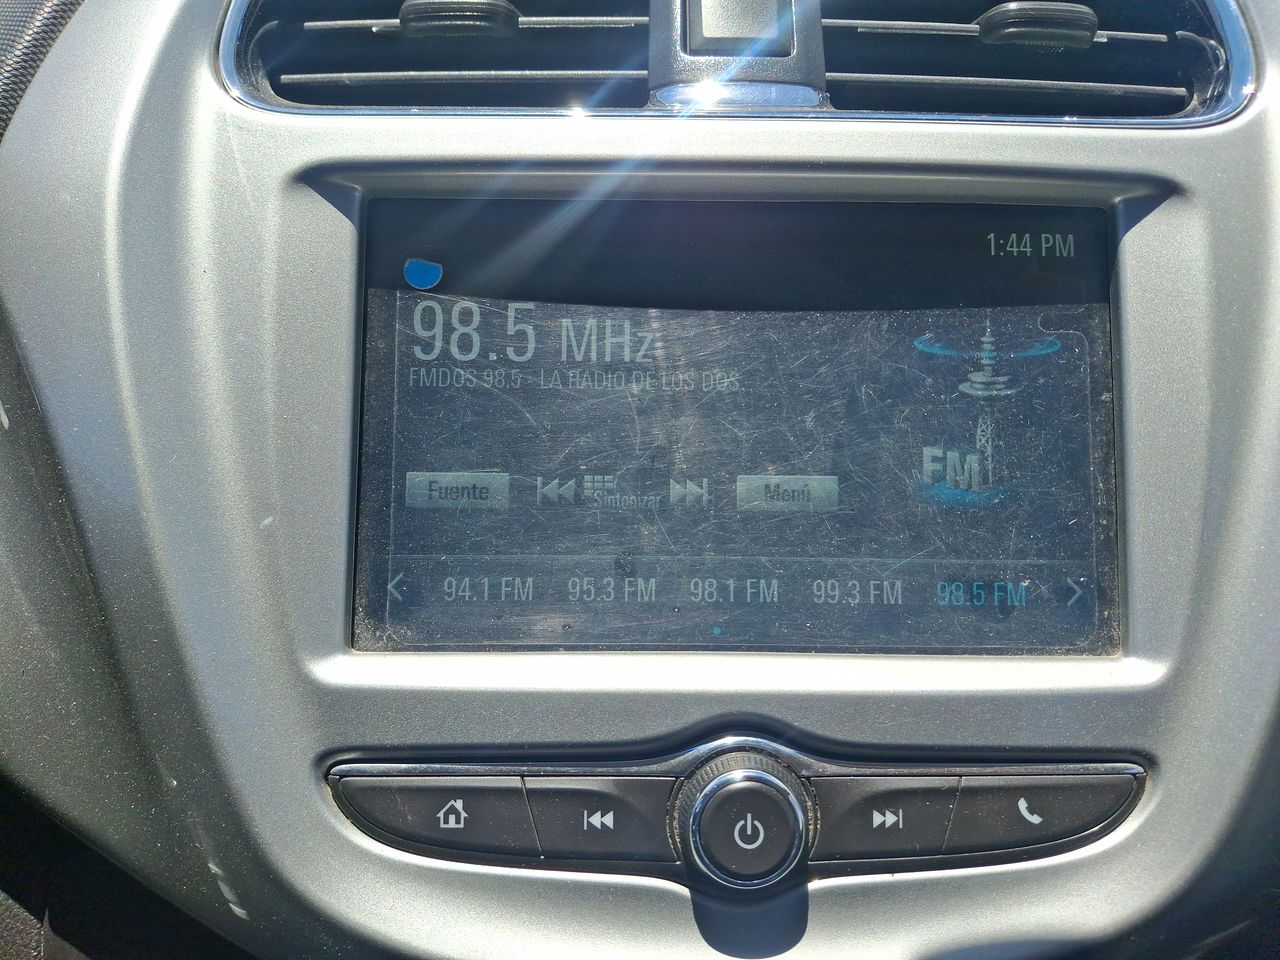 1:44 PM
98.5 MHz
FMDOS 98.5 - LA RADIO DE LOS DOS
FM
Fuente
Sintonizar
Menú
94.1 FM 95.3 FM 98.1 FM 99.3 FM 98.5 FM